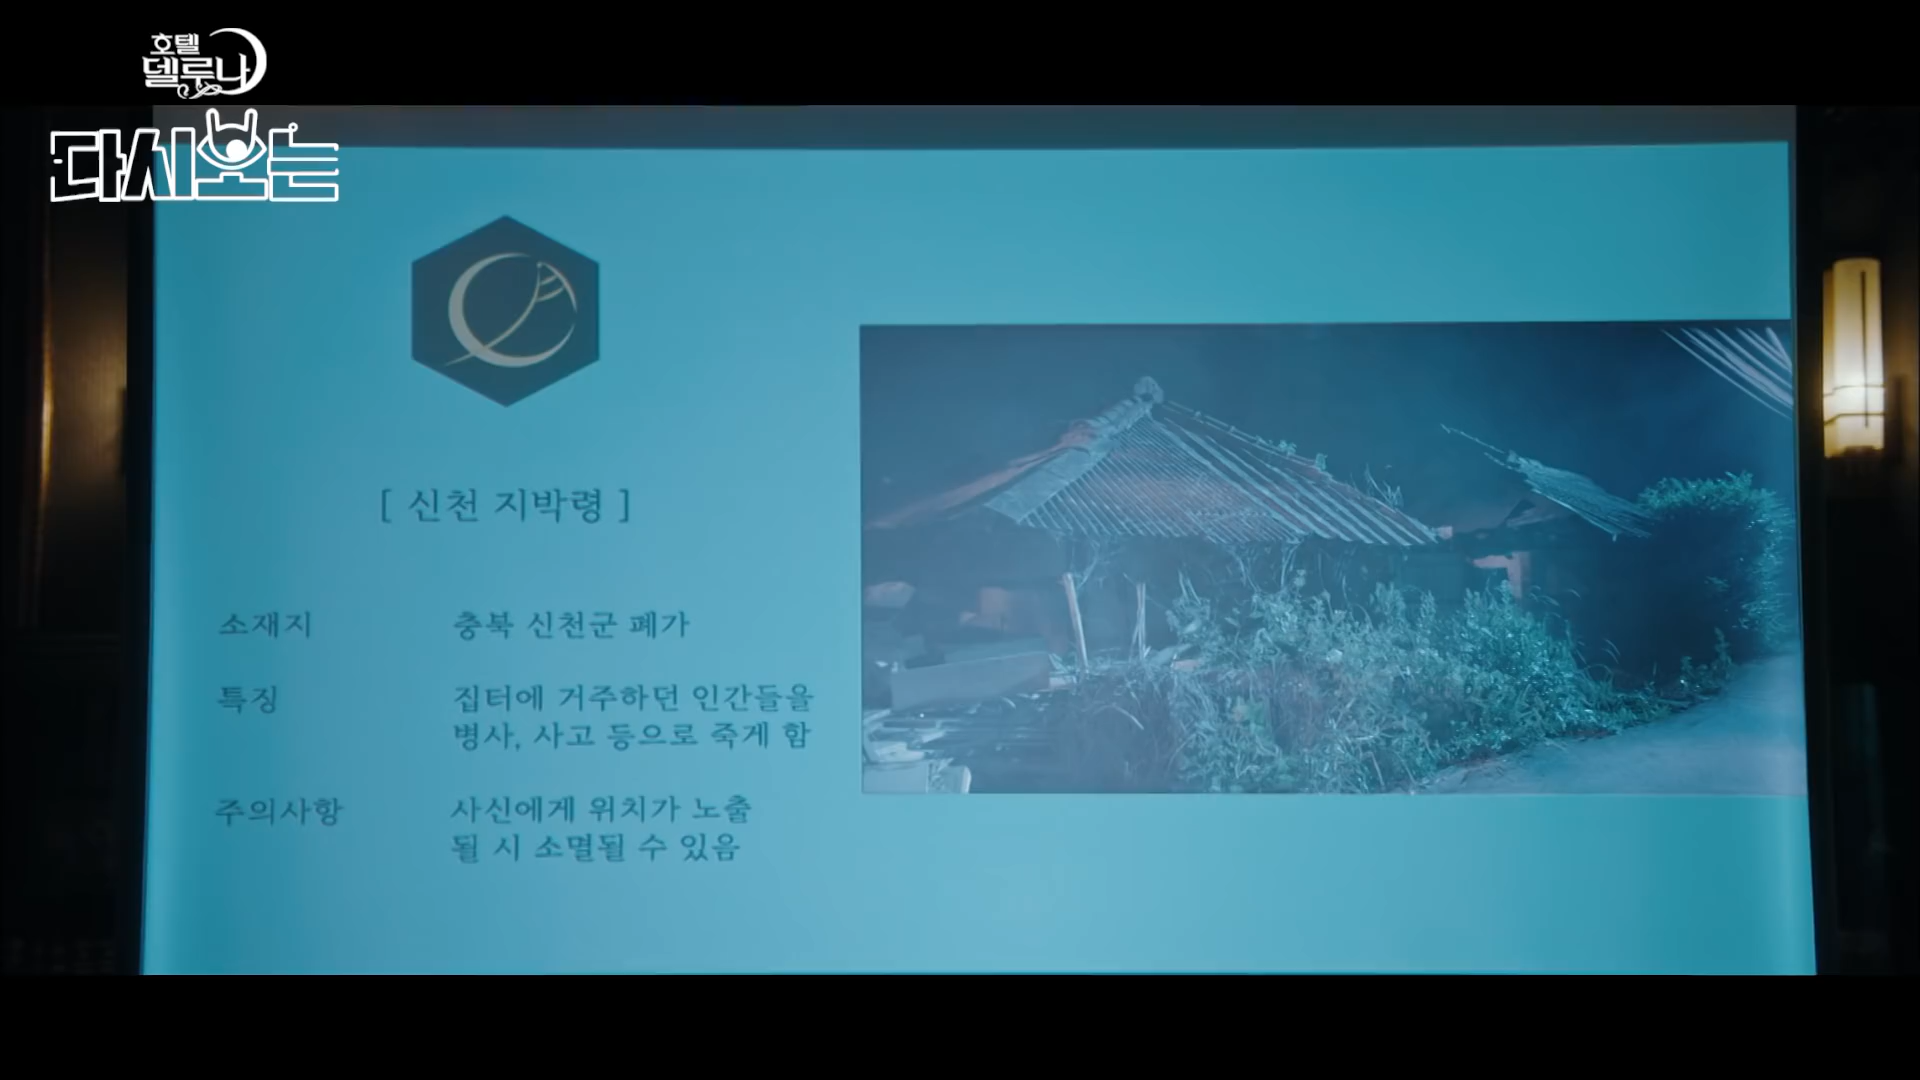 호텔
델루나
다시보는
[ 신천 지박령 ]
소재지 충북 신천군 폐가
특징 집터에 거주하던 인간들을
병사, 사고 등으로 죽게 함
주의사항 사신에게 위치가 노출
될 시 소멸될 수 있음